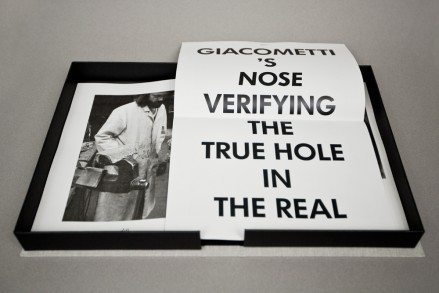 GIACOMETTI
'S
NOSE
VERIFYING
THE
TRUE HOLE
IN
THE REAL